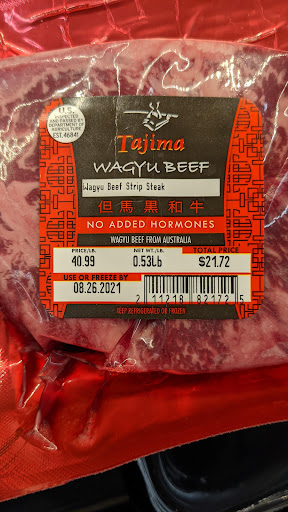 U.S.
INSPECTED
AND PASSED BY
DEPARTMENT OF
AGRICULTURE
EST. 46841
Tajima
WAGYU BEEF
Wagyu Beef Strip Steak
但馬黒和牛
NO ADDED HORMONES
WAGYU BEEF FROM AUSTRALIA
PRICE/LB. NET WT. LB. TOTAL PRICE
40.99 0.53Lb $21.72
USE OR FREEZE BY
08.26.2021
2 11218 82172 5
KEEP REFRIGERATED OR FROZEN